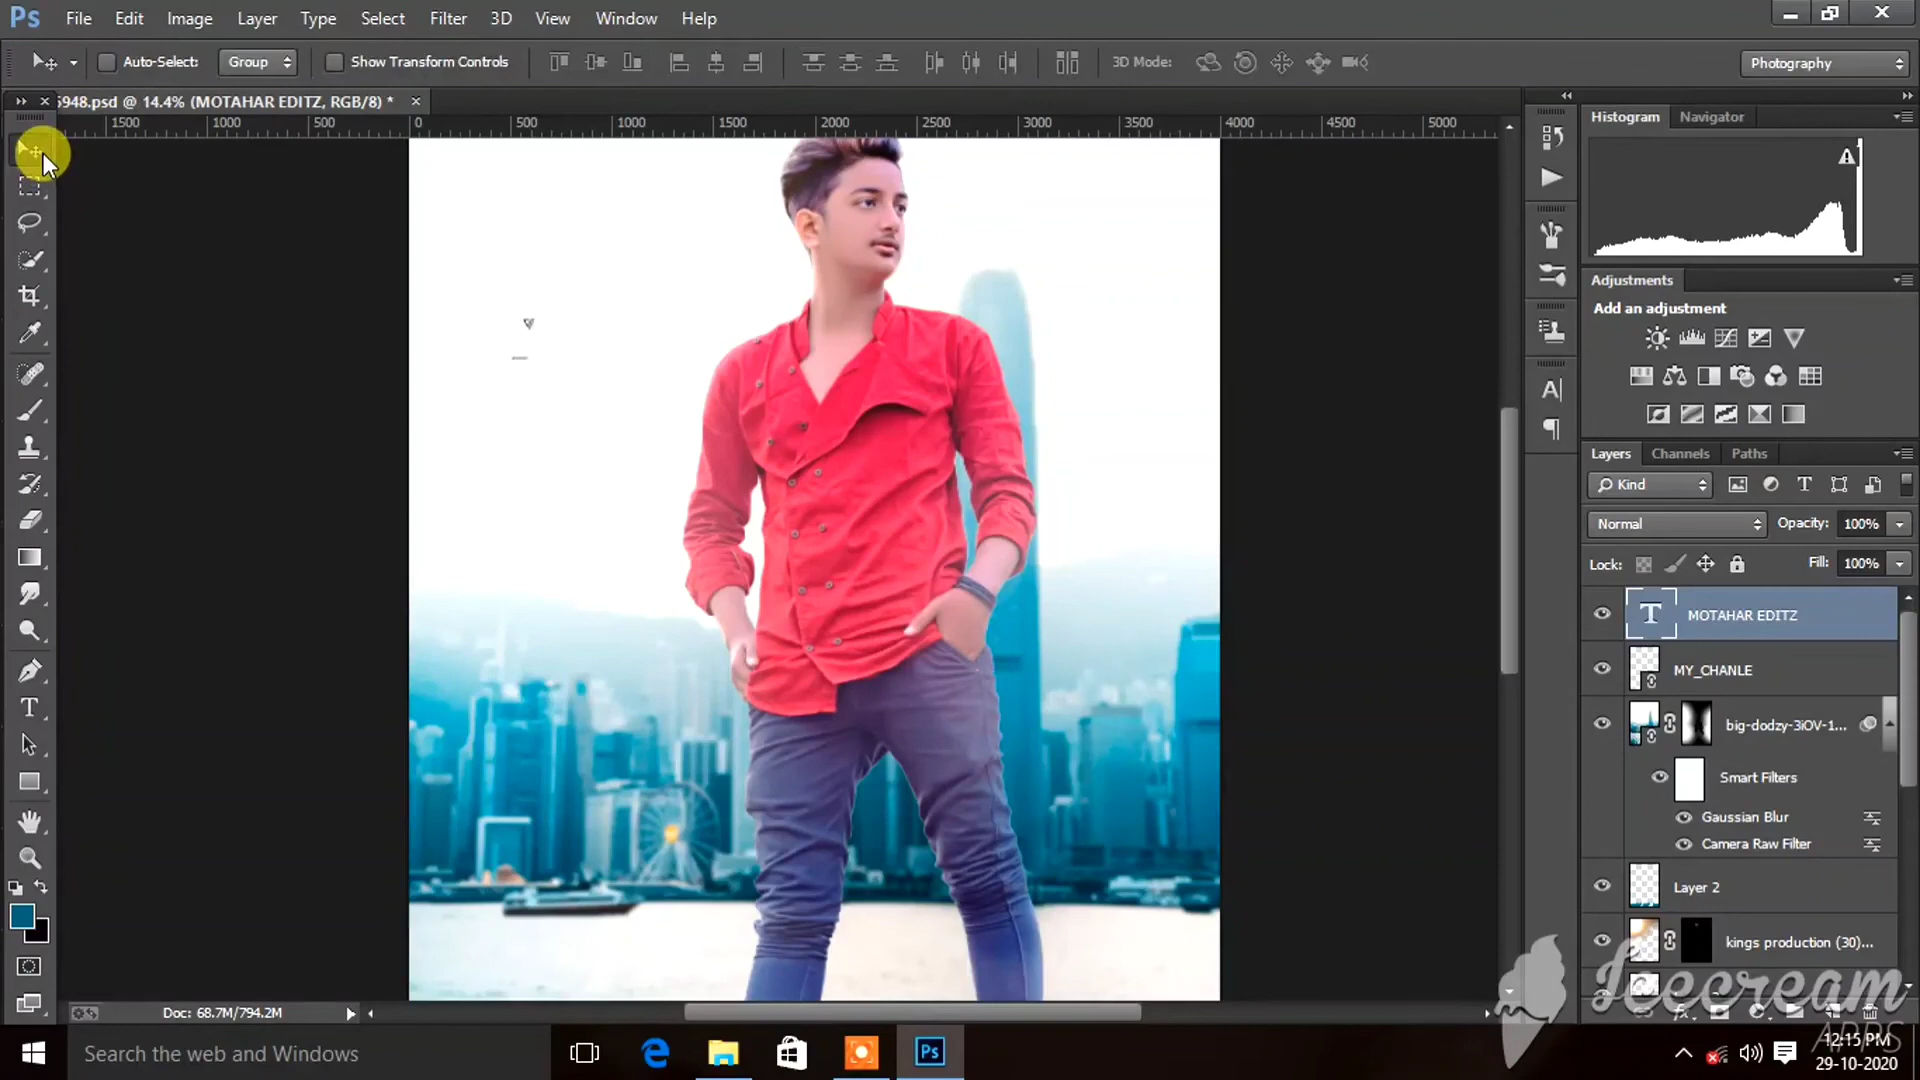 Ps File Edit Image Layer Type Select Filter 3D View Window Help
Auto-Select: Group Show Transform Controls 3D Mode: Photography
5948.psd @ 14.4% (MOTAHAR EDITZ, RGB/8) *
1500 1000 500 0 500 1000 1500 2000 2500 3000 3500 4000 4500 5000
Histogram Navigator
Adjustments
Add an adjustment
Layers Channels Paths
Kind
Normal Opacity: 100%
Lock: Fill: 100%
MOTAHAR EDITZ
MY_CHANLE
big-dodzy-3iOV-1...
Smart Filters
Gaussian Blur
Camera Raw Filter
Layer 2
kings production (30)...
Doc: 68.7M/794.2M
Icecream
APPS
Search the web and Windows
Ps
12:15 PM
29-10-2020